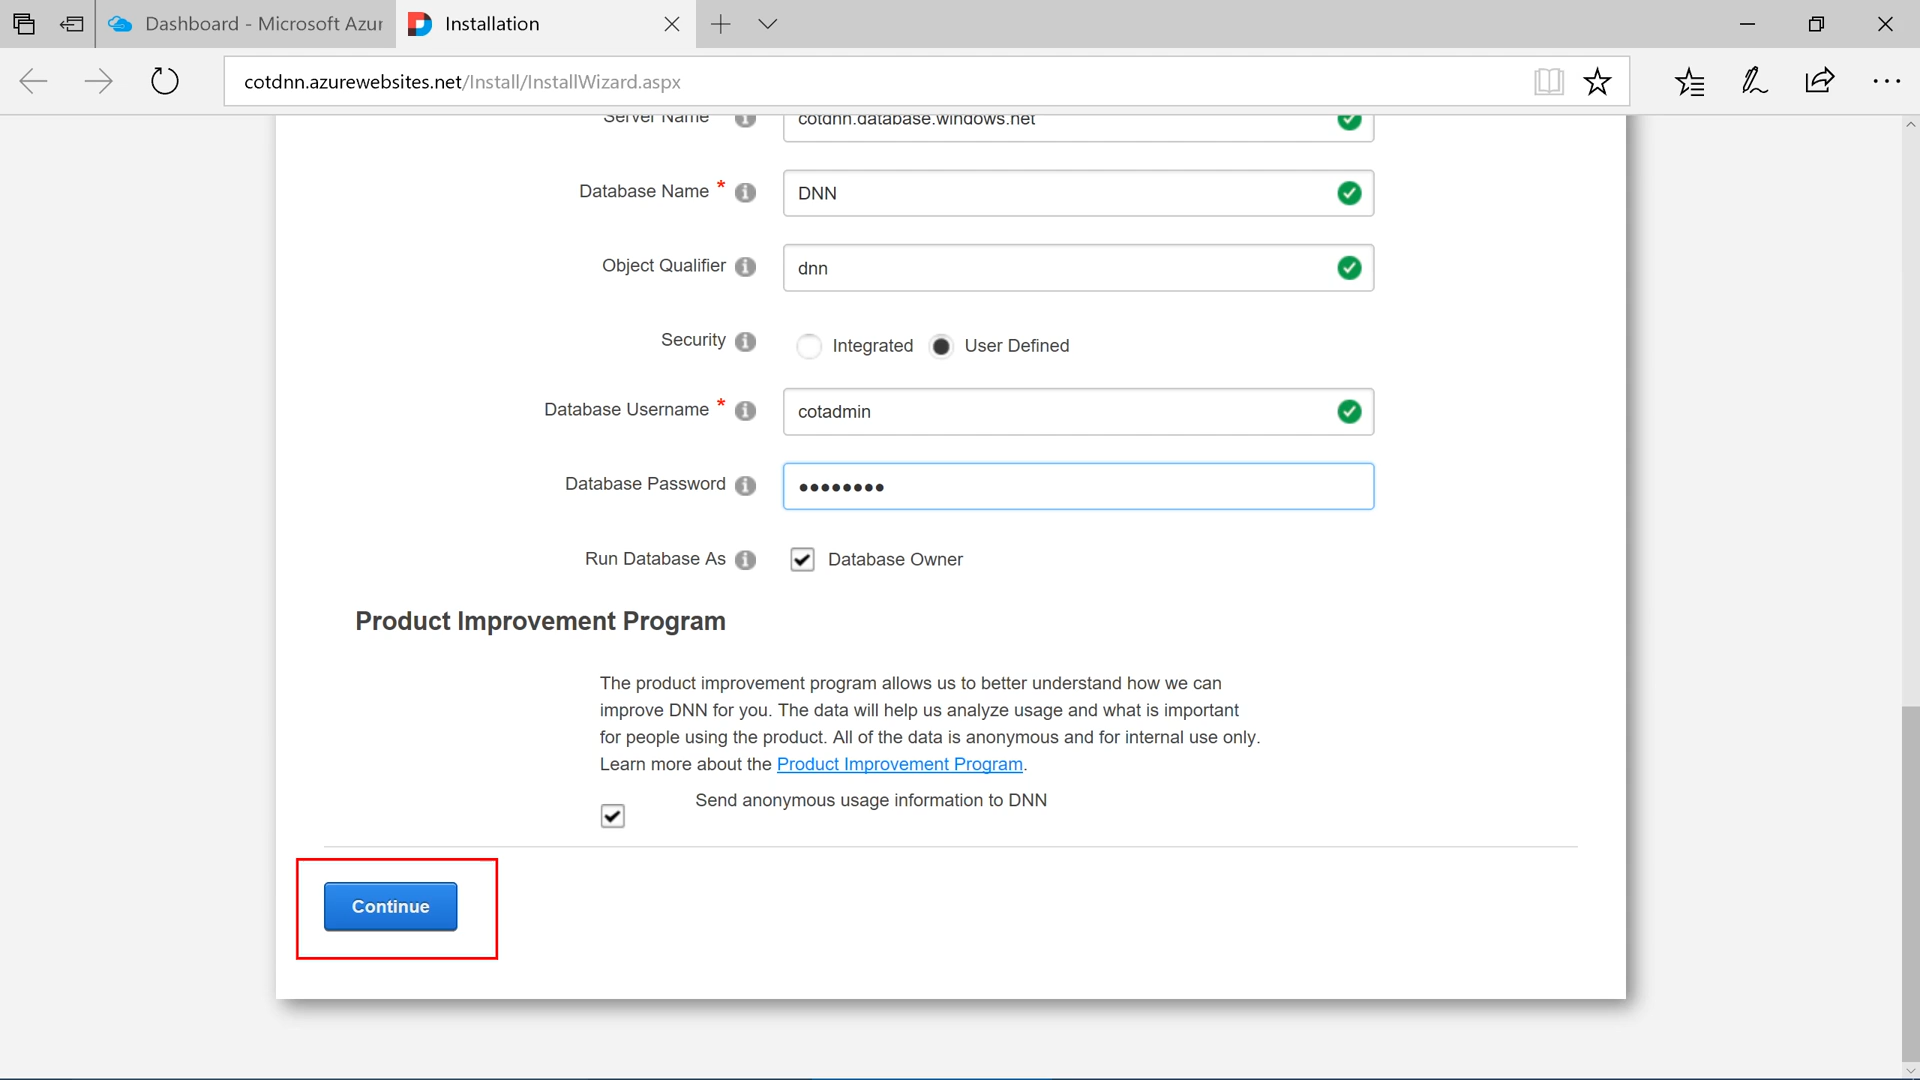 Dashboard - Microsoft Azur
Installation
cotdnn.azurewebsites.net/Install/InstallWizard.aspx
Server Name
cotdnn.database.windows.net
Database Name *
DNN
Object Qualifier
dnn
Security
Integrated
User Defined
Database Username *
cotadmin
Database Password
••••••••
Run Database As
Database Owner
Product Improvement Program
The product improvement program allows us to better understand how we can
improve DNN for you. The data will help us analyze usage and what is important
for people using the product. All of the data is anonymous and for internal use only.
Learn more about the Product Improvement Program.
Send anonymous usage information to DNN
Continue